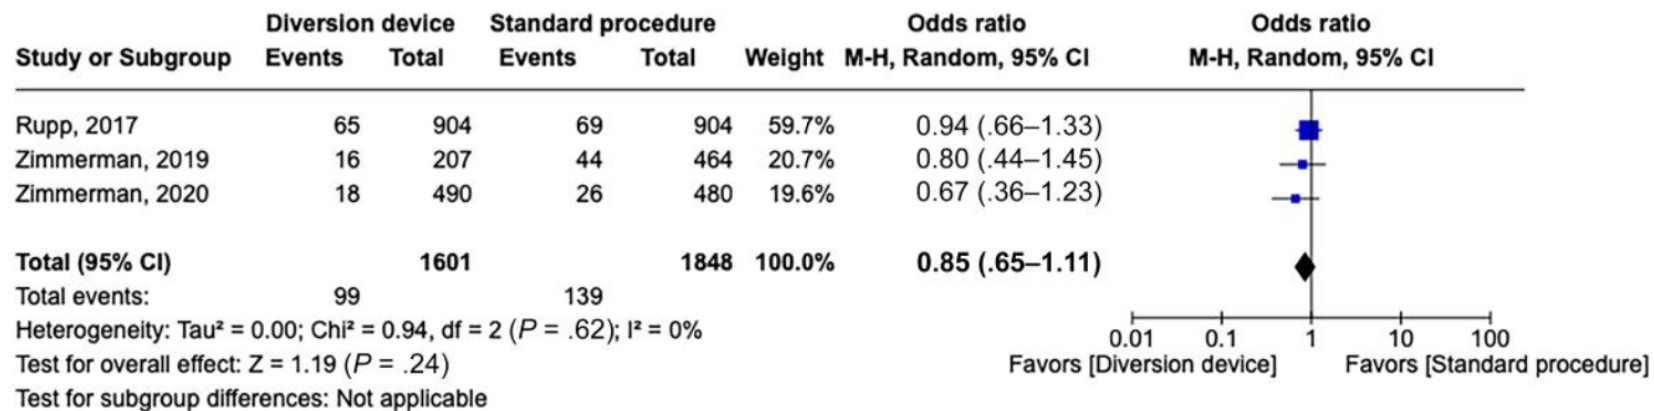 Diversion device Standard procedure Odds ratio Odds ratio
Study or Subgroup Events Total Events Total Weight M-H, Random, 95% CI M-H, Random, 95% CI
Rupp, 2017 65 904 69 904 59.7% 0.94 (.66–1.33)
Zimmerman, 2019 16 207 44 464 20.7% 0.80 (.44–1.45)
Zimmerman, 2020 18 490 26 480 19.6% 0.67 (.36–1.23)
Total (95% CI) 1601 1848 100.0% 0.85 (.65–1.11)
Total events: 99 139
Heterogeneity: Tau² = 0.00; Chi² = 0.94, df = 2 (P = .62); I² = 0%
0.01 0.1 1 10 100
Test for overall effect: Z = 1.19 (P = .24) Favors [Diversion device] Favors [Standard procedure]
Test for subgroup differences: Not applicable